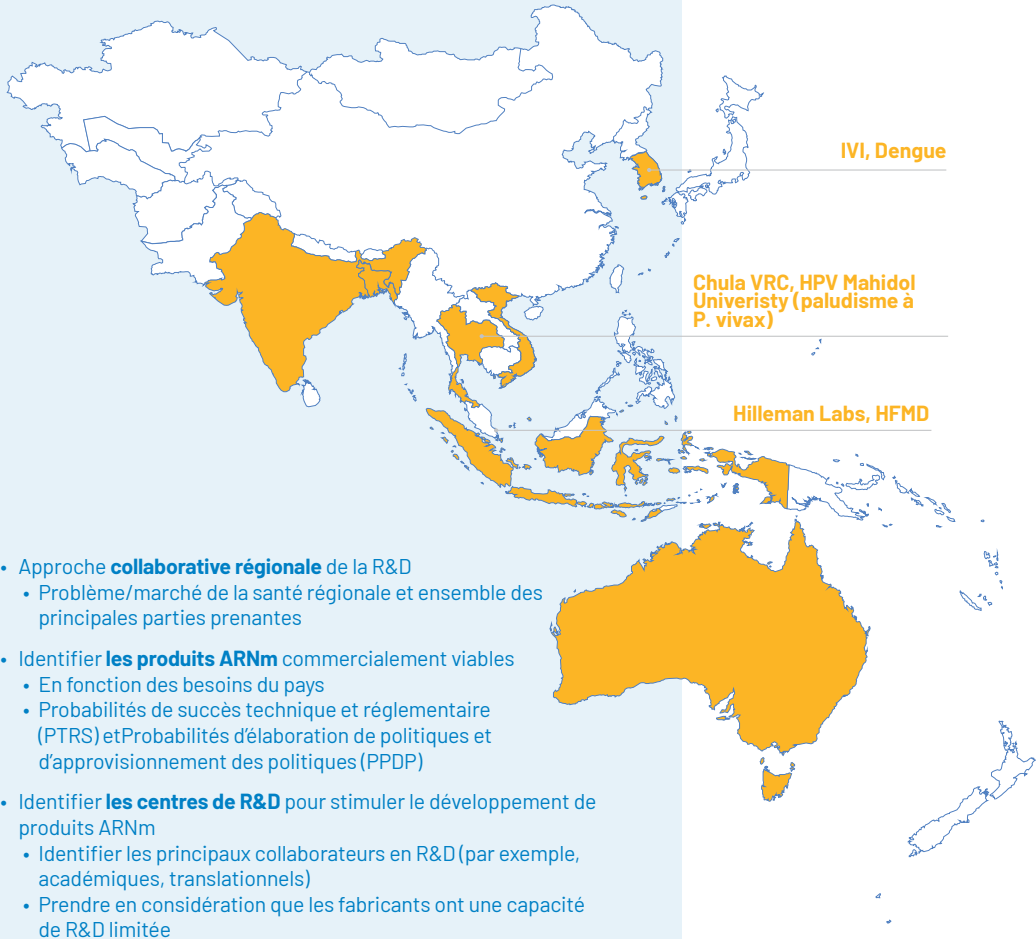 IVI, Dengue
Chula VRC, HPV Mahidol
Univeristy (paludisme à
P. vivax)
Hilleman Labs, HFMD
• Approche collaborative régionale de la R&D
• Problème/marché de la santé régionale et ensemble des
principales parties prenantes
• Identifier les produits ARNm commercialement viables
• En fonction des besoins du pays
• Probabilités de succès technique et réglementaire
(PTRS) etProbabilités d'élaboration de politiques et
d'approvisionnement des politiques (PPDP)
• Identifier les centres de R&D pour stimuler le développement de
produits ARNm
• Identifier les principaux collaborateurs en R&D (par exemple,
académiques, translationnels)
• Prendre en considération que les fabricants ont une capacité
de R&D limitée